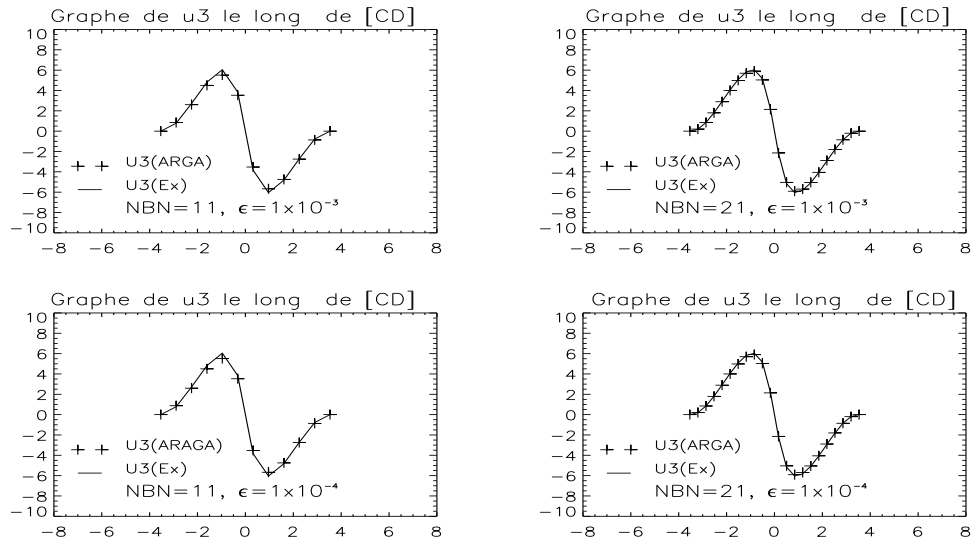 Graphe de u3 le long de [CD]
10
8
6
4
2
0
-2
-4
-6
-8
-10
U3(ARGA)
U3(Ex)
NBN=11, ϵ=1×10⁻³
-8 -6 -4 -2 0 2 4 6 8
Graphe de u3 le long de [CD]
10
8
6
4
2
0
-2
-4
-6
-8
-10
U3(ARGA)
U3(Ex)
NBN=21, ϵ=1×10⁻³
-8 -6 -4 -2 0 2 4 6 8
Graphe de u3 le long de [CD]
10
8
6
4
2
0
-2
-4
-6
-8
-10
U3(ARAGA)
U3(Ex)
NBN=11, ϵ=1×10⁻⁴
-8 -6 -4 -2 0 2 4 6 8
Graphe de u3 le long de [CD]
10
8
6
4
2
0
-2
-4
-6
-8
-10
U3(ARGA)
U3(Ex)
NBN=21, ϵ=1×10⁻⁴
-8 -6 -4 -2 0 2 4 6 8